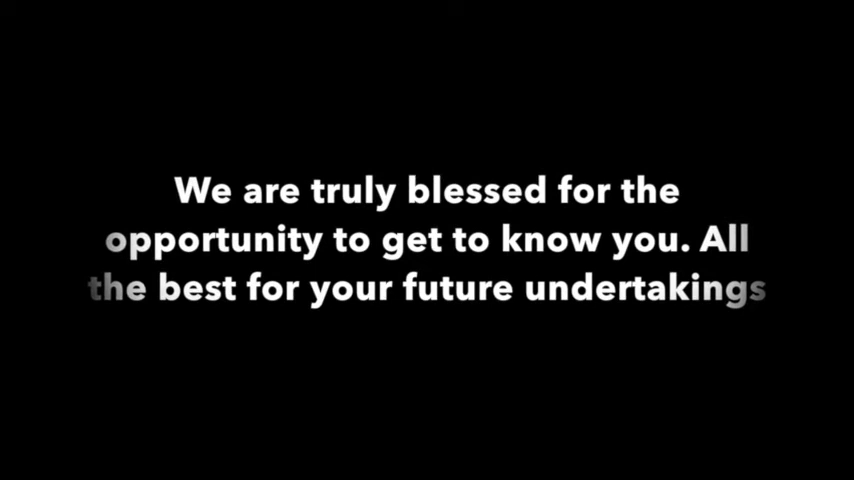 We are truly blessed for the
opportunity to get to know you. All
the best for your future undertakings